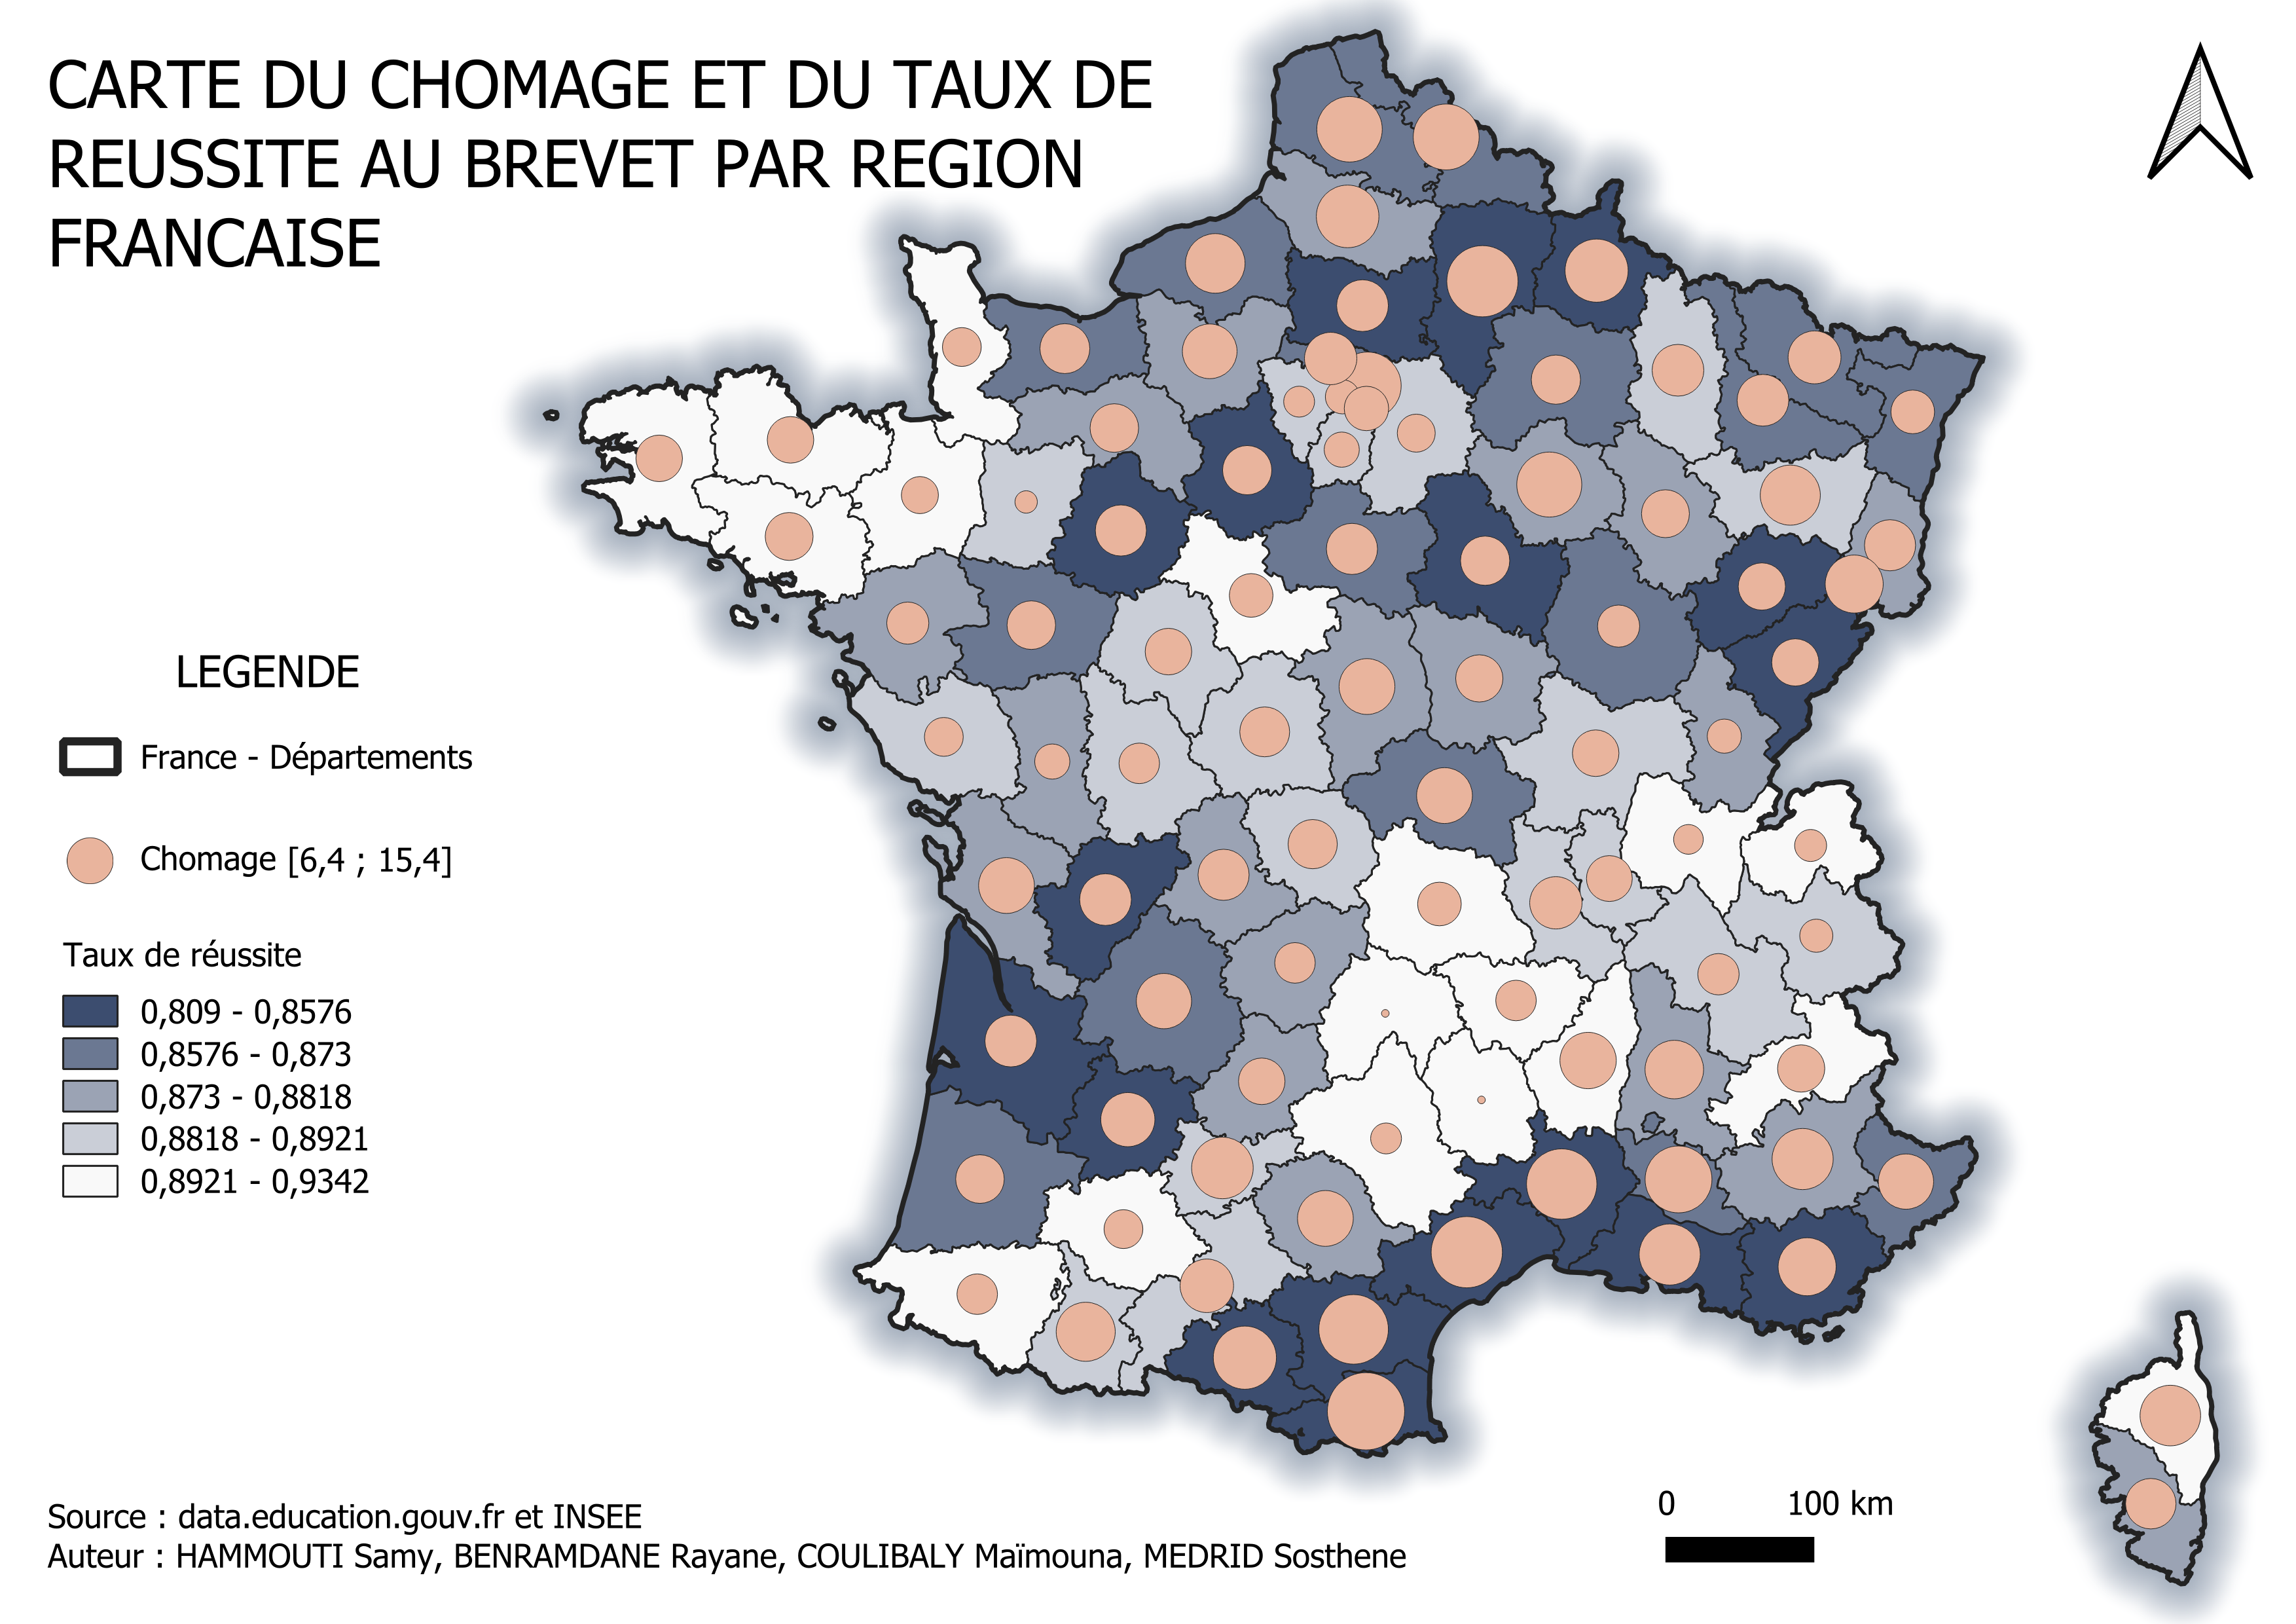 CARTE DU CHOMAGE ET DU TAUX DE
REUSSITE AU BREVET PAR REGION
FRANCAISE
LEGENDE
France - Départements
Chomage [6,4 ; 15,4]
Taux de réussite
0,809 - 0,8576
0,8576 - 0,873
0,873 - 0,8818
0,8818 - 0,8921
0,8921 - 0,9342
0 100 km
Source : data.education.gouv.fr et INSEE
Auteur : HAMMOUTI Samy, BENRAMDANE Rayane, COULIBALY Maïmouna, MEDRID Sosthene